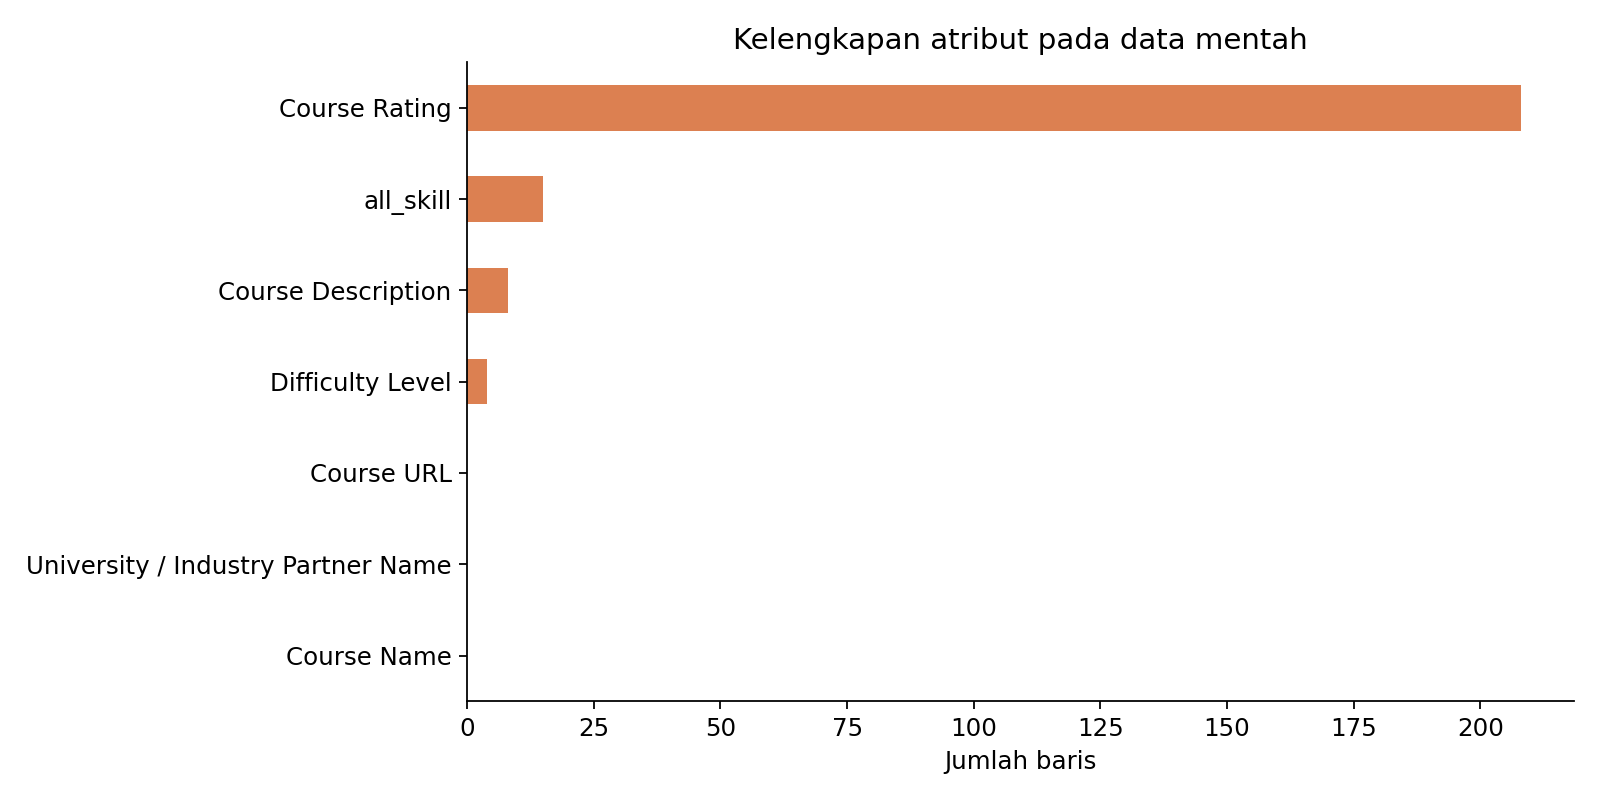 Kelengkapan atribut pada data mentah
Course Rating
all_skill
Course Description
Difficulty Level
Course URL
University / Industry Partner Name
Course Name
0 25 50 75 100 125 150 175 200
Jumlah baris